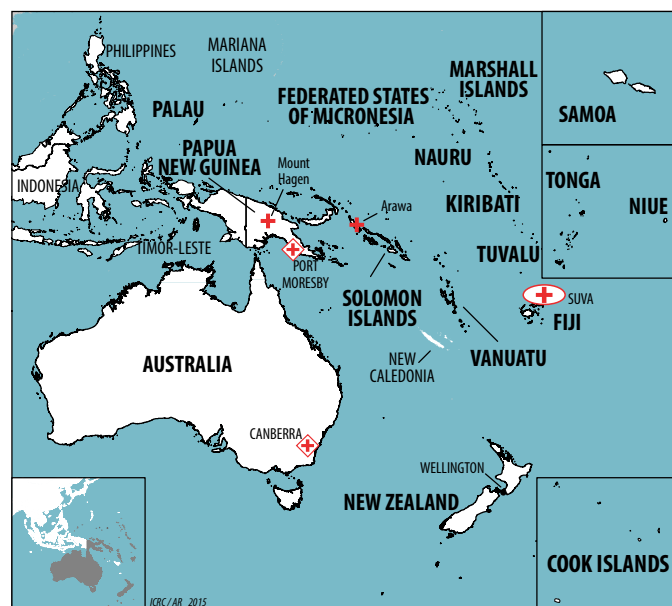 PHILIPPINES
MARIANA
ISLANDS
MARSHALL
ISLANDS
PALAU
FEDERATED STATES
OF MICRONESIA
SAMOA
PAPUA
NEW GUINEA
Mount
Hagen
NAURU
INDONESIA
Arawa
KIRIBATI
TONGA
NIUE
TIMOR-LESTE
PORT
MORESBY
TUVALU
SOLOMON
ISLANDS
SUVA
FIJI
AUSTRALIA
NEW
CALEDONIA
VANUATU
CANBERRA
WELLINGTON
NEW ZEALAND
COOK ISLANDS
ICRC / AR 2015